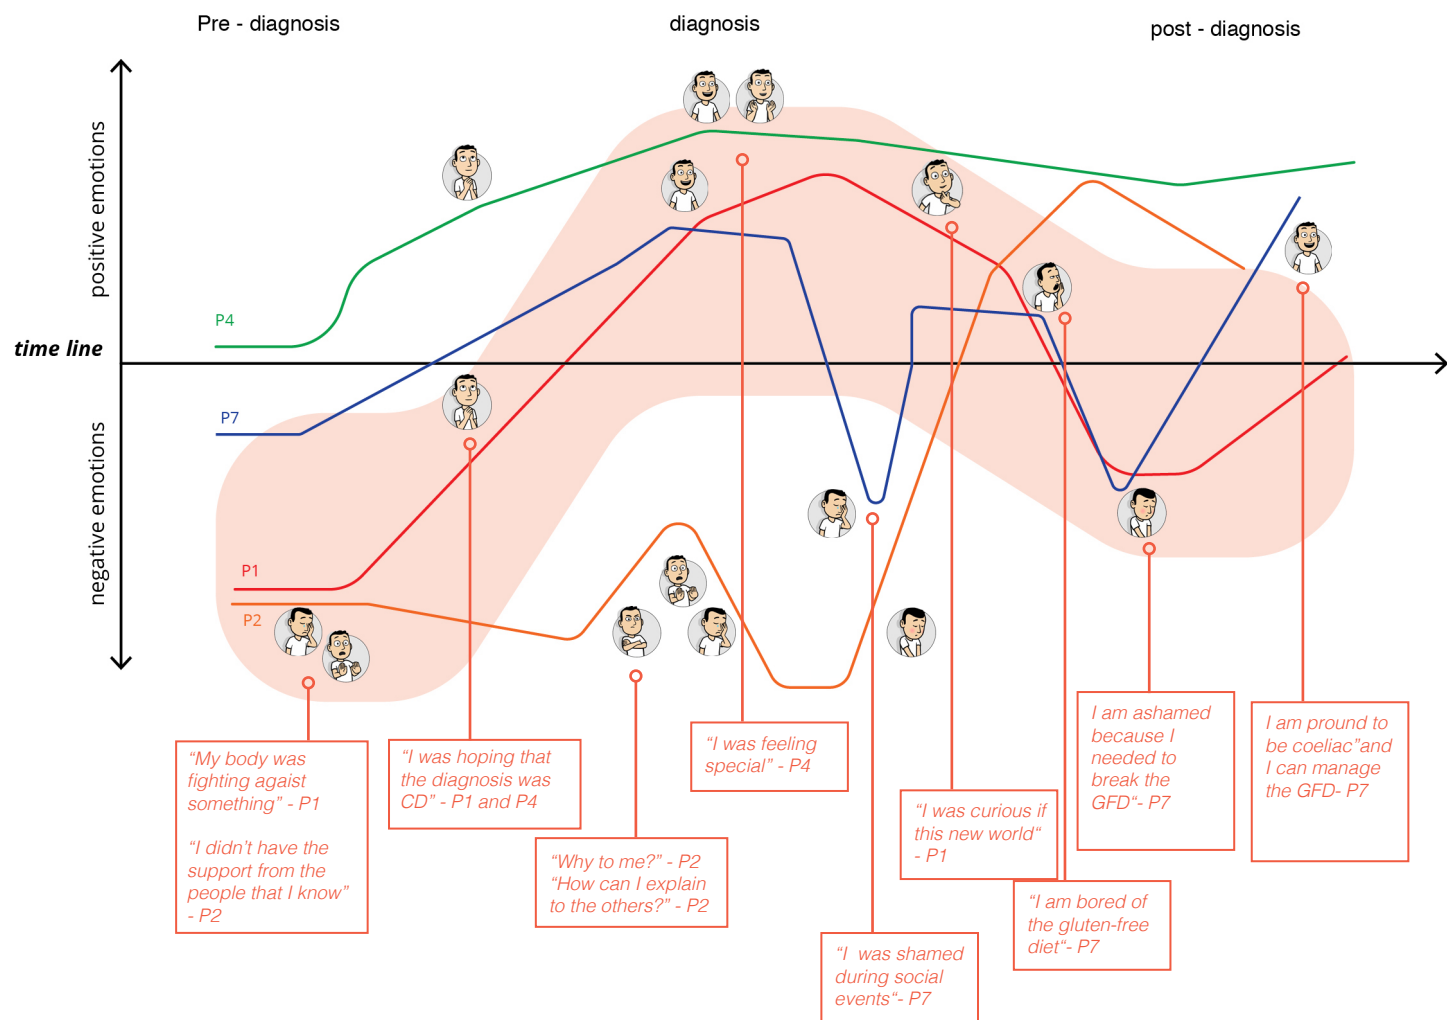 Pre - diagnosis
diagnosis
post - diagnosis
positive emotions
negative emotions
time line
P4
P7
P1
P2
“My body was
fighting agaist
something” - P1
“I didn’t have the
support from the
people that I know”
- P2
“I was hoping that
the diagnosis was
CD” - P1 and P4
“Why to me?” - P2
“How can I explain
to the others?” - P2
“I was feeling
special” - P4
“I was shamed
during social
events“- P7
“I was curious if
this new world“
- P1
“I am bored of
the gluten-free
diet“- P7
I am ashamed
because I
needed to
break the
GFD“- P7
I am pround to
be coeliac”and
I can manage
the GFD- P7